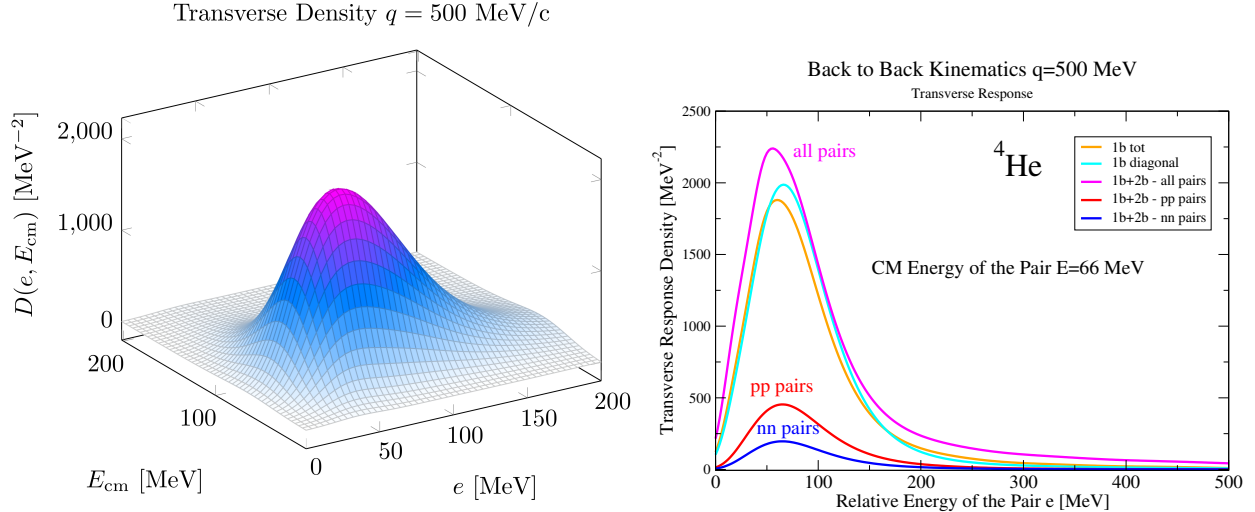 Transverse Density q = 500 MeV/c
D(e, E_cm) [MeV⁻²]
2,000
1,000
0
200
100
0
50
100
150
200
E_cm [MeV]
e [MeV]
Back to Back Kinematics q=500 MeV
Transverse Response
Transverse Response Density [MeV⁻²]
2500
2000
1750
1500
1250
1000
500
250
0
all pairs
⁴He
1b tot
1b diagonal
1b+2b - all pairs
1b+2b - pp pairs
1b+2b - nn pairs
CM Energy of the Pair E=66 MeV
pp pairs
nn pairs
0
100
200
300
400
500
Relative Energy of the Pair e [MeV]